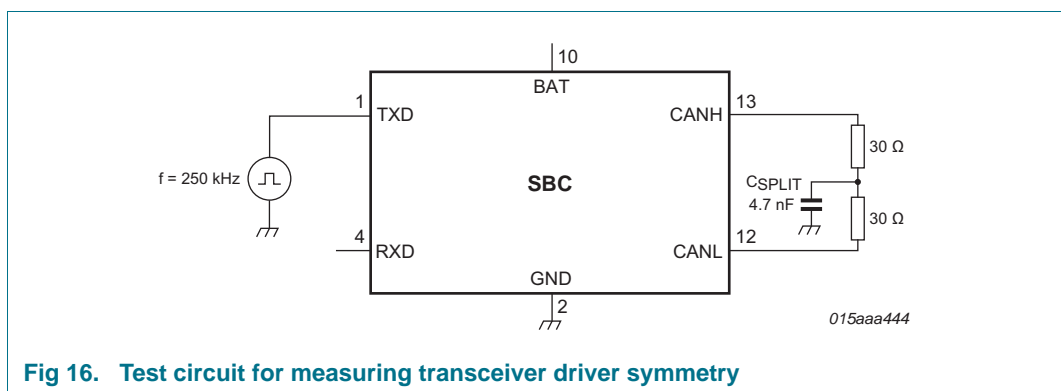 10
BAT
1
TXD
CANH
13
30 Ω
f = 250 kHz
SBC
CSPLIT
4.7 nF
30 Ω
4
RXD
CANL
12
GND
2
015aaa444
Fig 16. Test circuit for measuring transceiver driver symmetry